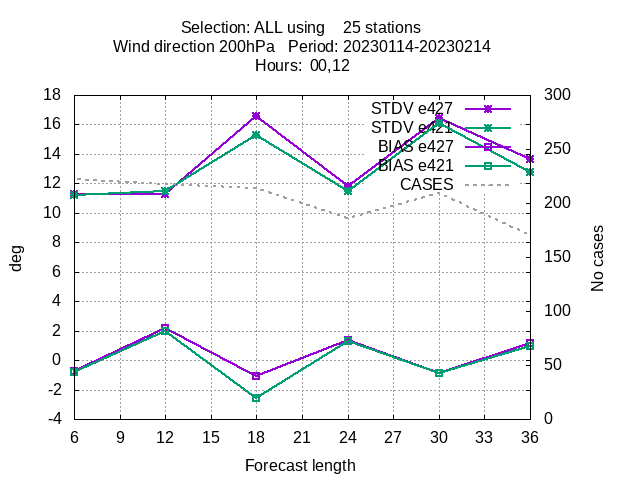 Selection: ALL using    25 stations
Wind direction 200hPa   Period: 20230114-20230214
Hours:  00,12
18
16
14
12
10
8
6
4
2
0
-2
-4
deg
300
250
200
150
100
50
0
No cases
STDV e427
STDV e421
BIAS e427
BIAS e421
CASES
6 9 12 15 18 21 24 27 30 33 36
Forecast length